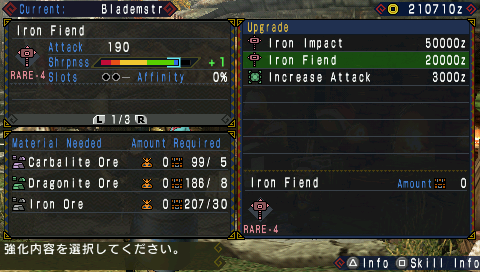 Current: Blademstr
210710z
Iron Fiend
Attack 190
Shrpnss +1
RARE-4
Slots Affinity 0%
L 1/3 R
Upgrade
Iron Impact 50000z
Iron Fiend 20000z
Increase Attack 3000z
Material Needed Amount Required
Carbalite Ore 0 99/ 5
Dragonite Ore 0 186/ 8
Iron Ore 0 207/30
Iron Fiend Amount 0
RARE-4
強化内容を選択してください。
Info Skill Info